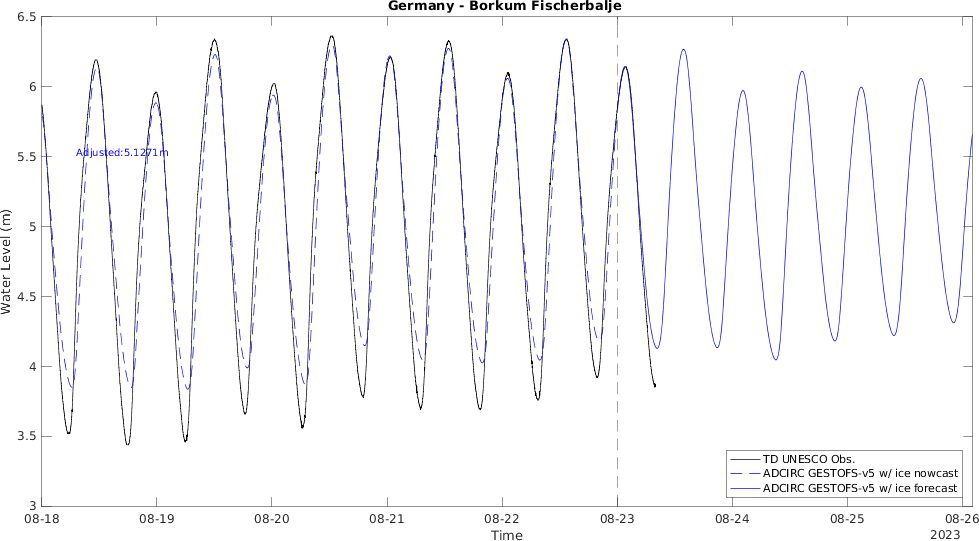 Germany - Borkum Fischerbalje
6.5
6
5.5
5
4.5
4
3.5
3
Water Level (m)
Adjusted:5.1271m
TD UNESCO Obs.
ADCIRC GESTOFS-v5 w/ ice nowcast
ADCIRC GESTOFS-v5 w/ ice forecast
08-18 08-19 08-20 08-21 08-22 08-23 08-24 08-25 08-26
Time
2023